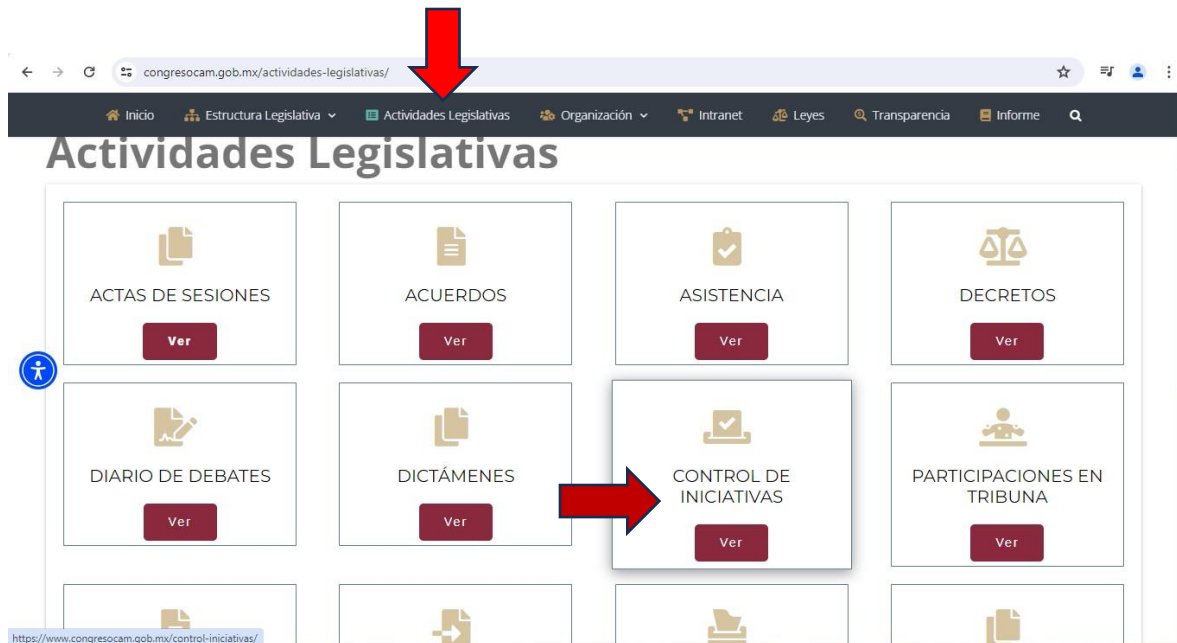 congresocam.gob.mx/actividades-legislativas/
Inicio Estructura Legislativa Actividades Legislativas Organización Intranet Leyes Transparencia Informe
Actividades Legislativas
ACTAS DE SESIONES
Ver
ACUERDOS
Ver
ASISTENCIA
Ver
DECRETOS
Ver
DIARIO DE DEBATES
Ver
DICTÁMENES
Ver
CONTROL DE
INICIATIVAS
Ver
PARTICIPACIONES EN
TRIBUNA
Ver
https://www.congresocam.gob.mx/control-iniciativas/